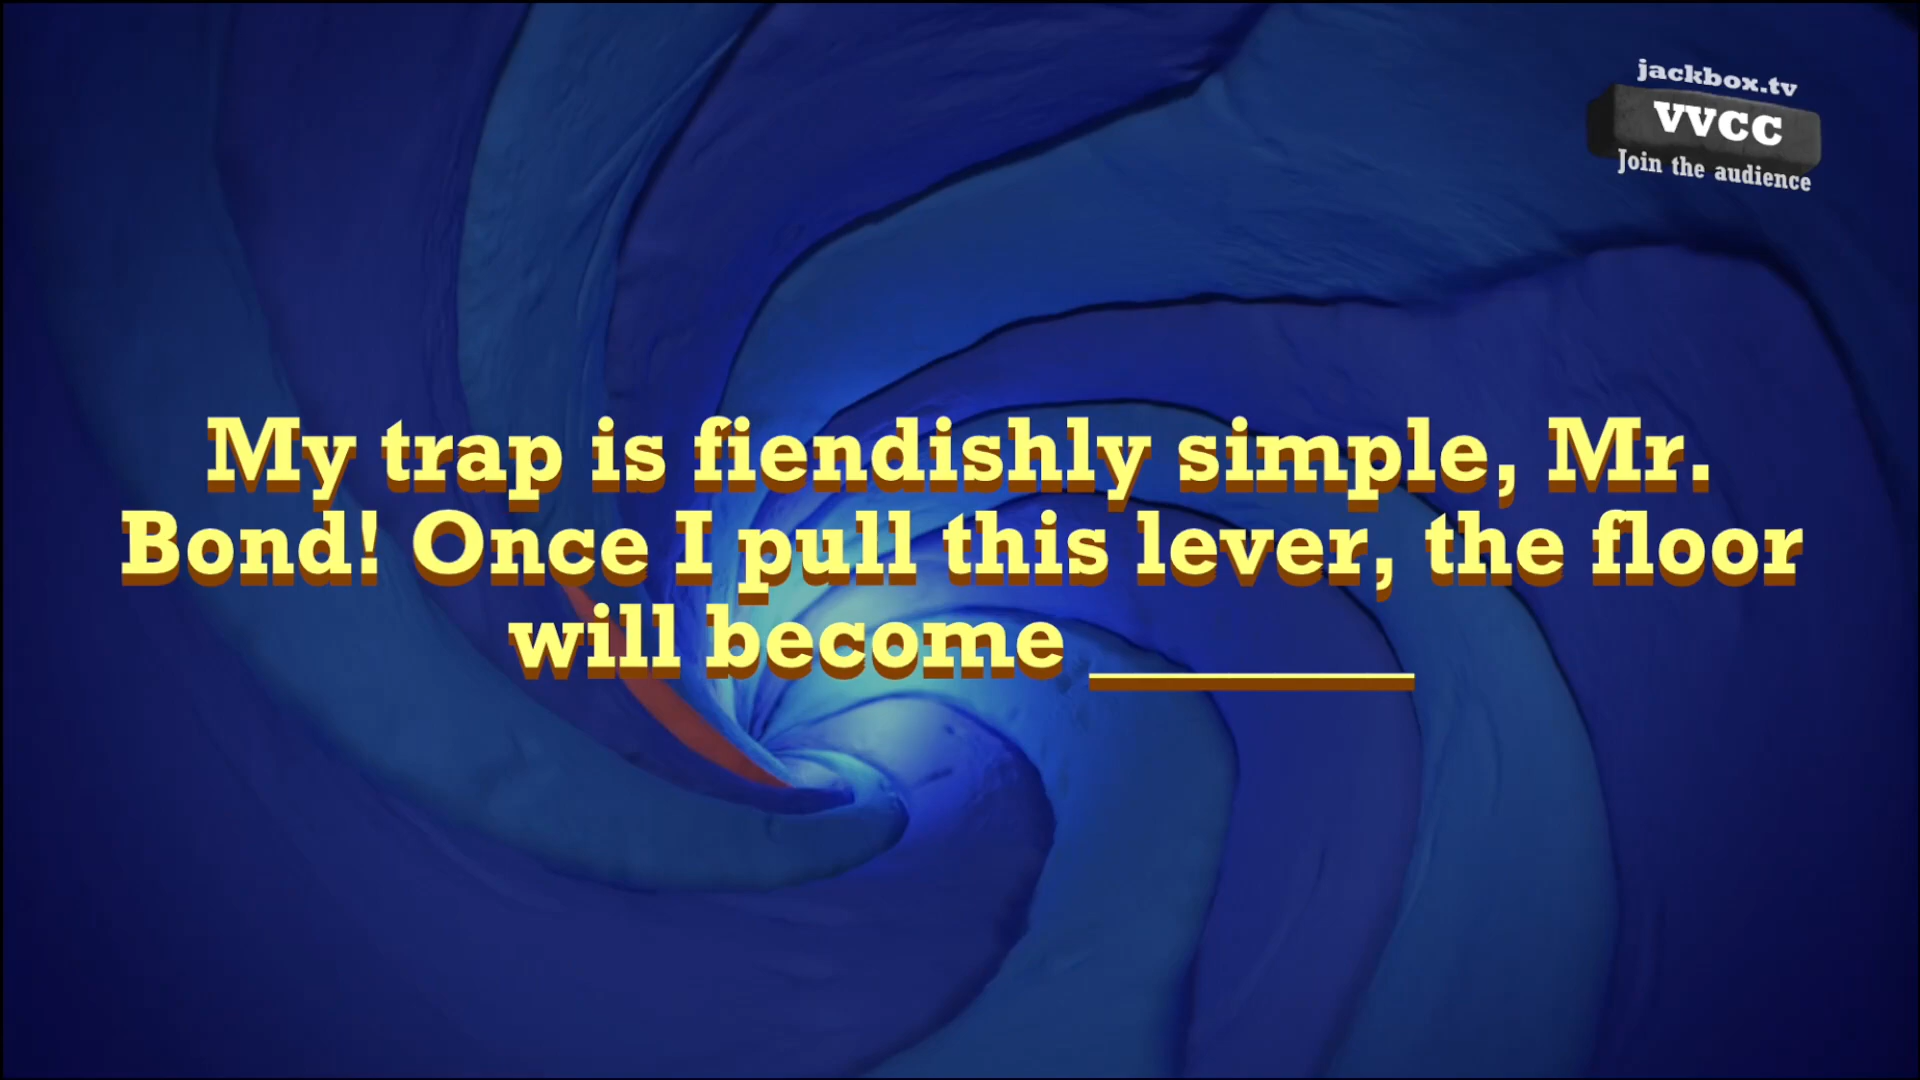 jackbox.tv
VVCC
Join the audience
My trap is fiendishly simple, Mr.
Bond! Once I pull this lever, the floor
will become ________